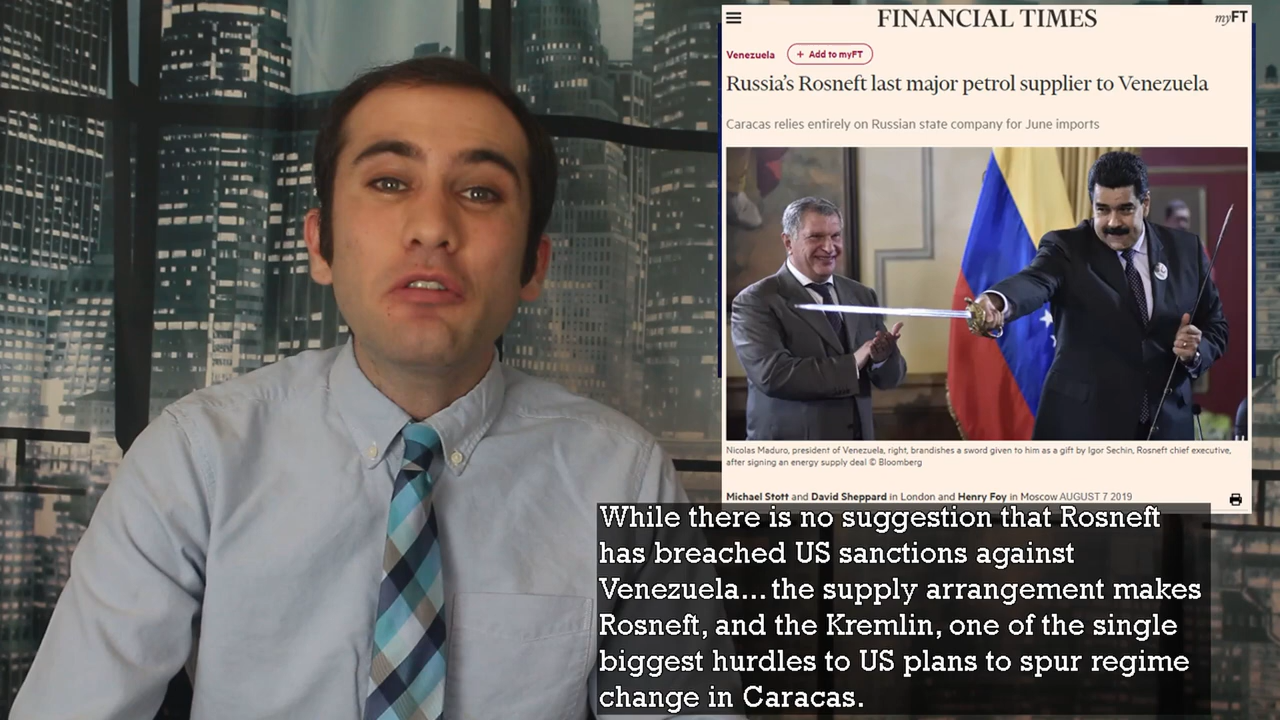 FINANCIAL TIMES
myFT
Venezuela
+ Add to myFT
Russia's Rosneft last major petrol supplier to Venezuela
Caracas relies entirely on Russian state company for June imports
Nicolas Maduro, president of Venezuela, right, brandishes a sword given to him as a gift by Igor Sechin, Rosneft chief executive,
after signing an energy supply deal © Bloomberg
Michael Stott and David Sheppard in London and Henry Foy in Moscow AUGUST 7 2019
While there is no suggestion that Rosneft
has breached US sanctions against
Venezuela...the supply arrangement makes
Rosneft, and the Kremlin, one of the single
biggest hurdles to US plans to spur regime
change in Caracas.